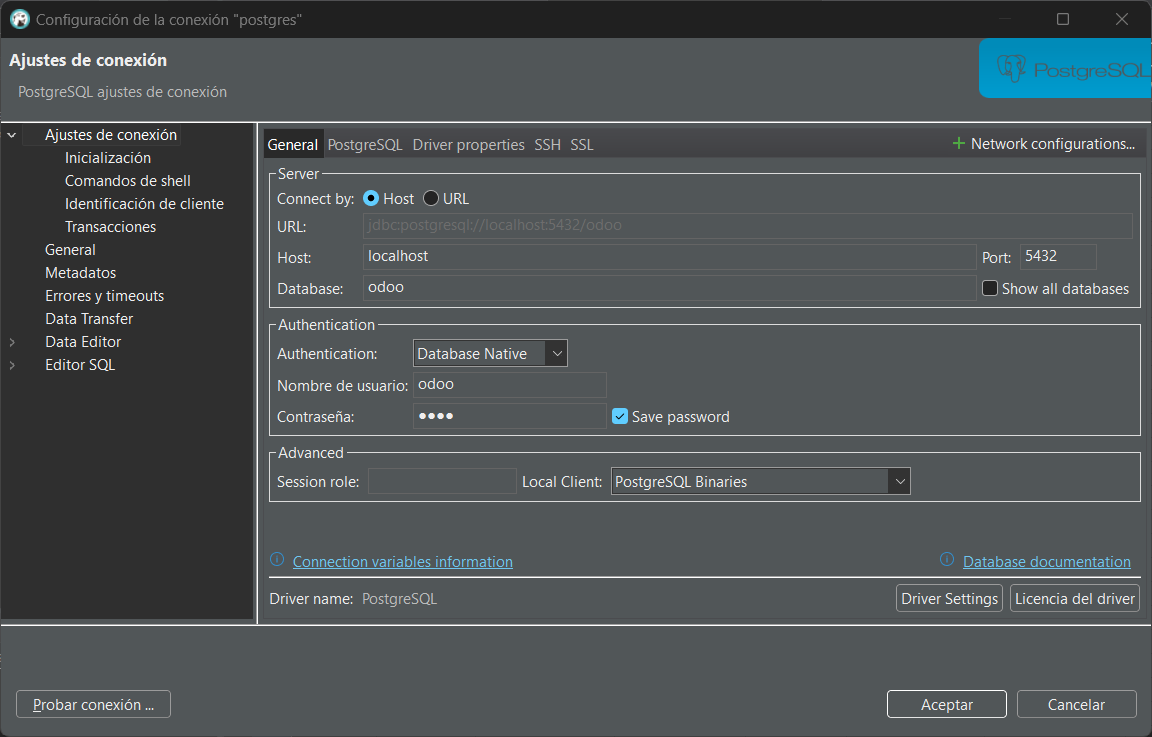 Configuración de la conexión "postgres"
Ajustes de conexión
PostgreSQL ajustes de conexión
PostgreSQL
Ajustes de conexión
Inicialización
Comandos de shell
Identificación de cliente
Transacciones
General
Metadatos
Errores y timeouts
Data Transfer
Data Editor
Editor SQL
General PostgreSQL Driver properties SSH SSL Network configurations...
Server
Connect by: Host URL
URL: jdbc:postgresql://localhost:5432/odoo
Host: localhost Port: 5432
Database: odoo Show all databases
Authentication
Authentication: Database Native
Nombre de usuario: odoo
Contraseña: ●●●● Save password
Advanced
Session role: Local Client: PostgreSQL Binaries
Connection variables information Database documentation
Driver name: PostgreSQL Driver Settings Licencia del driver
Probar conexión ... Aceptar Cancelar